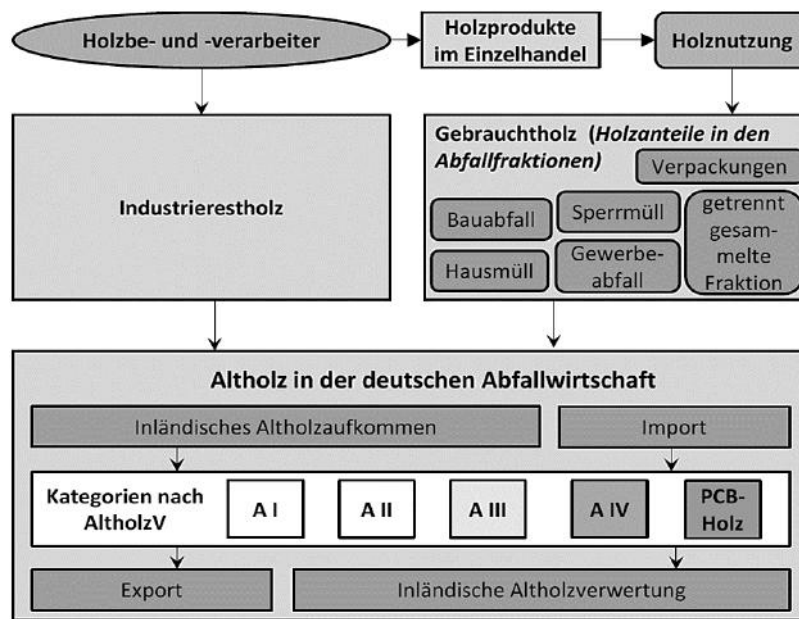 Holzbe- und -verarbeiter
Holzprodukte
im Einzelhandel
Holznutzung
Industrierestholz
Gebrauchtholz (Holzanteile in den
Abfallfraktionen)
Verpackungen
Bauabfall
Sperrmüll
getrennt
gesam-
melte
Fraktion
Hausmüll
Gewerbe-
abfall
Altholz in der deutschen Abfallwirtschaft
Inländisches Altholzaufkommen
Import
Kategorien nach
AltholzV
A I
A II
A III
A IV
PCB-
Holz
Export
Inländische Altholzverwertung